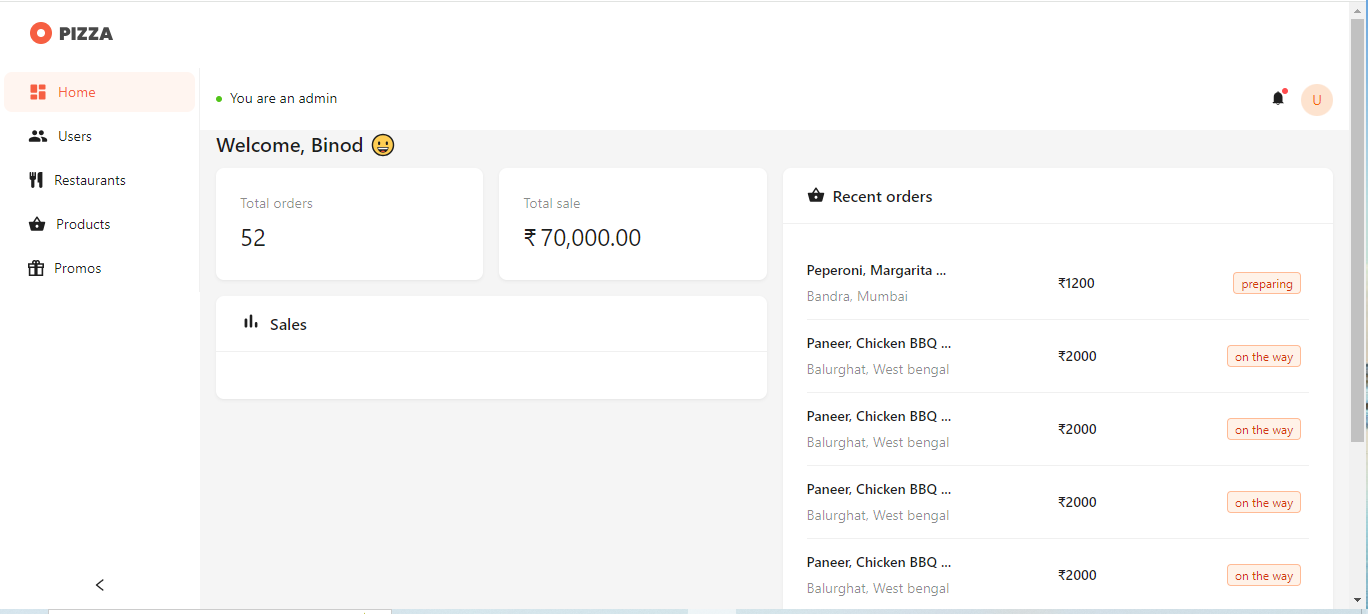 PIZZA
Home
Users
Restaurants
Products
Promos
You are an admin
U
Welcome, Binod 😀
Total orders
52
Total sale
₹ 70,000.00
Sales
Recent orders
Peperoni, Margarita ...
Bandra, Mumbai
₹1200
preparing
Paneer, Chicken BBQ ...
Balurghat, West bengal
₹2000
on the way
Paneer, Chicken BBQ ...
Balurghat, West bengal
₹2000
on the way
Paneer, Chicken BBQ ...
Balurghat, West bengal
₹2000
on the way
Paneer, Chicken BBQ ...
Balurghat, West bengal
₹2000
on the way